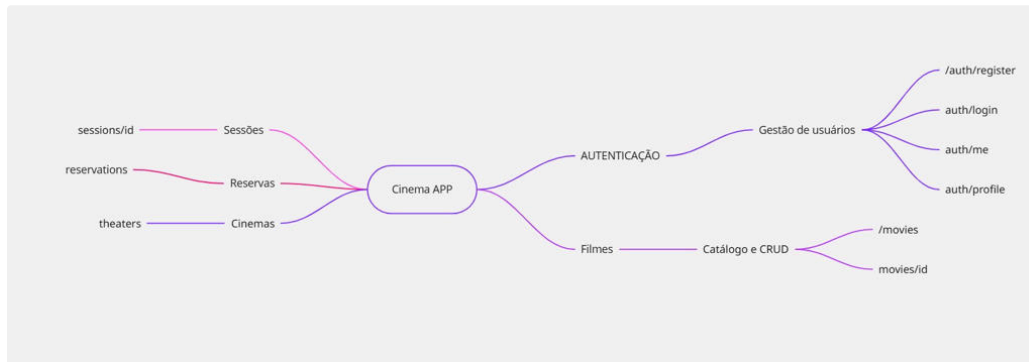 Cinema APP
AUTENTICAÇÃO
Gestão de usuários
/auth/register
auth/login
auth/me
auth/profile
Filmes
Catálogo e CRUD
/movies
movies/id
Sessões
sessions/id
Reservas
reservations
Cinemas
theaters